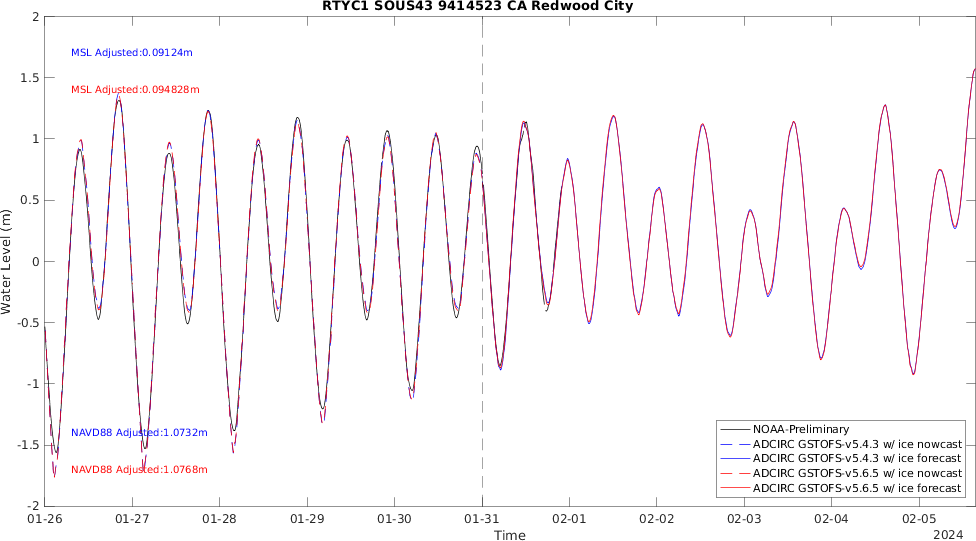 RTYC1 SOUS43 9414523 CA Redwood City
2
1.5
1
0.5
0
-0.5
-1
-1.5
-2
Water Level (m)
MSL Adjusted:0.09124m
MSL Adjusted:0.094828m
NAVD88 Adjusted:1.0732m
NAVD88 Adjusted:1.0768m
NOAA-Preliminary
ADCIRC GSTOFS-v5.4.3 w/ ice nowcast
ADCIRC GSTOFS-v5.4.3 w/ ice forecast
ADCIRC GSTOFS-v5.6.5 w/ ice nowcast
ADCIRC GSTOFS-v5.6.5 w/ ice forecast
01-26 01-27 01-28 01-29 01-30 01-31 02-01 02-02 02-03 02-04 02-05
Time
2024